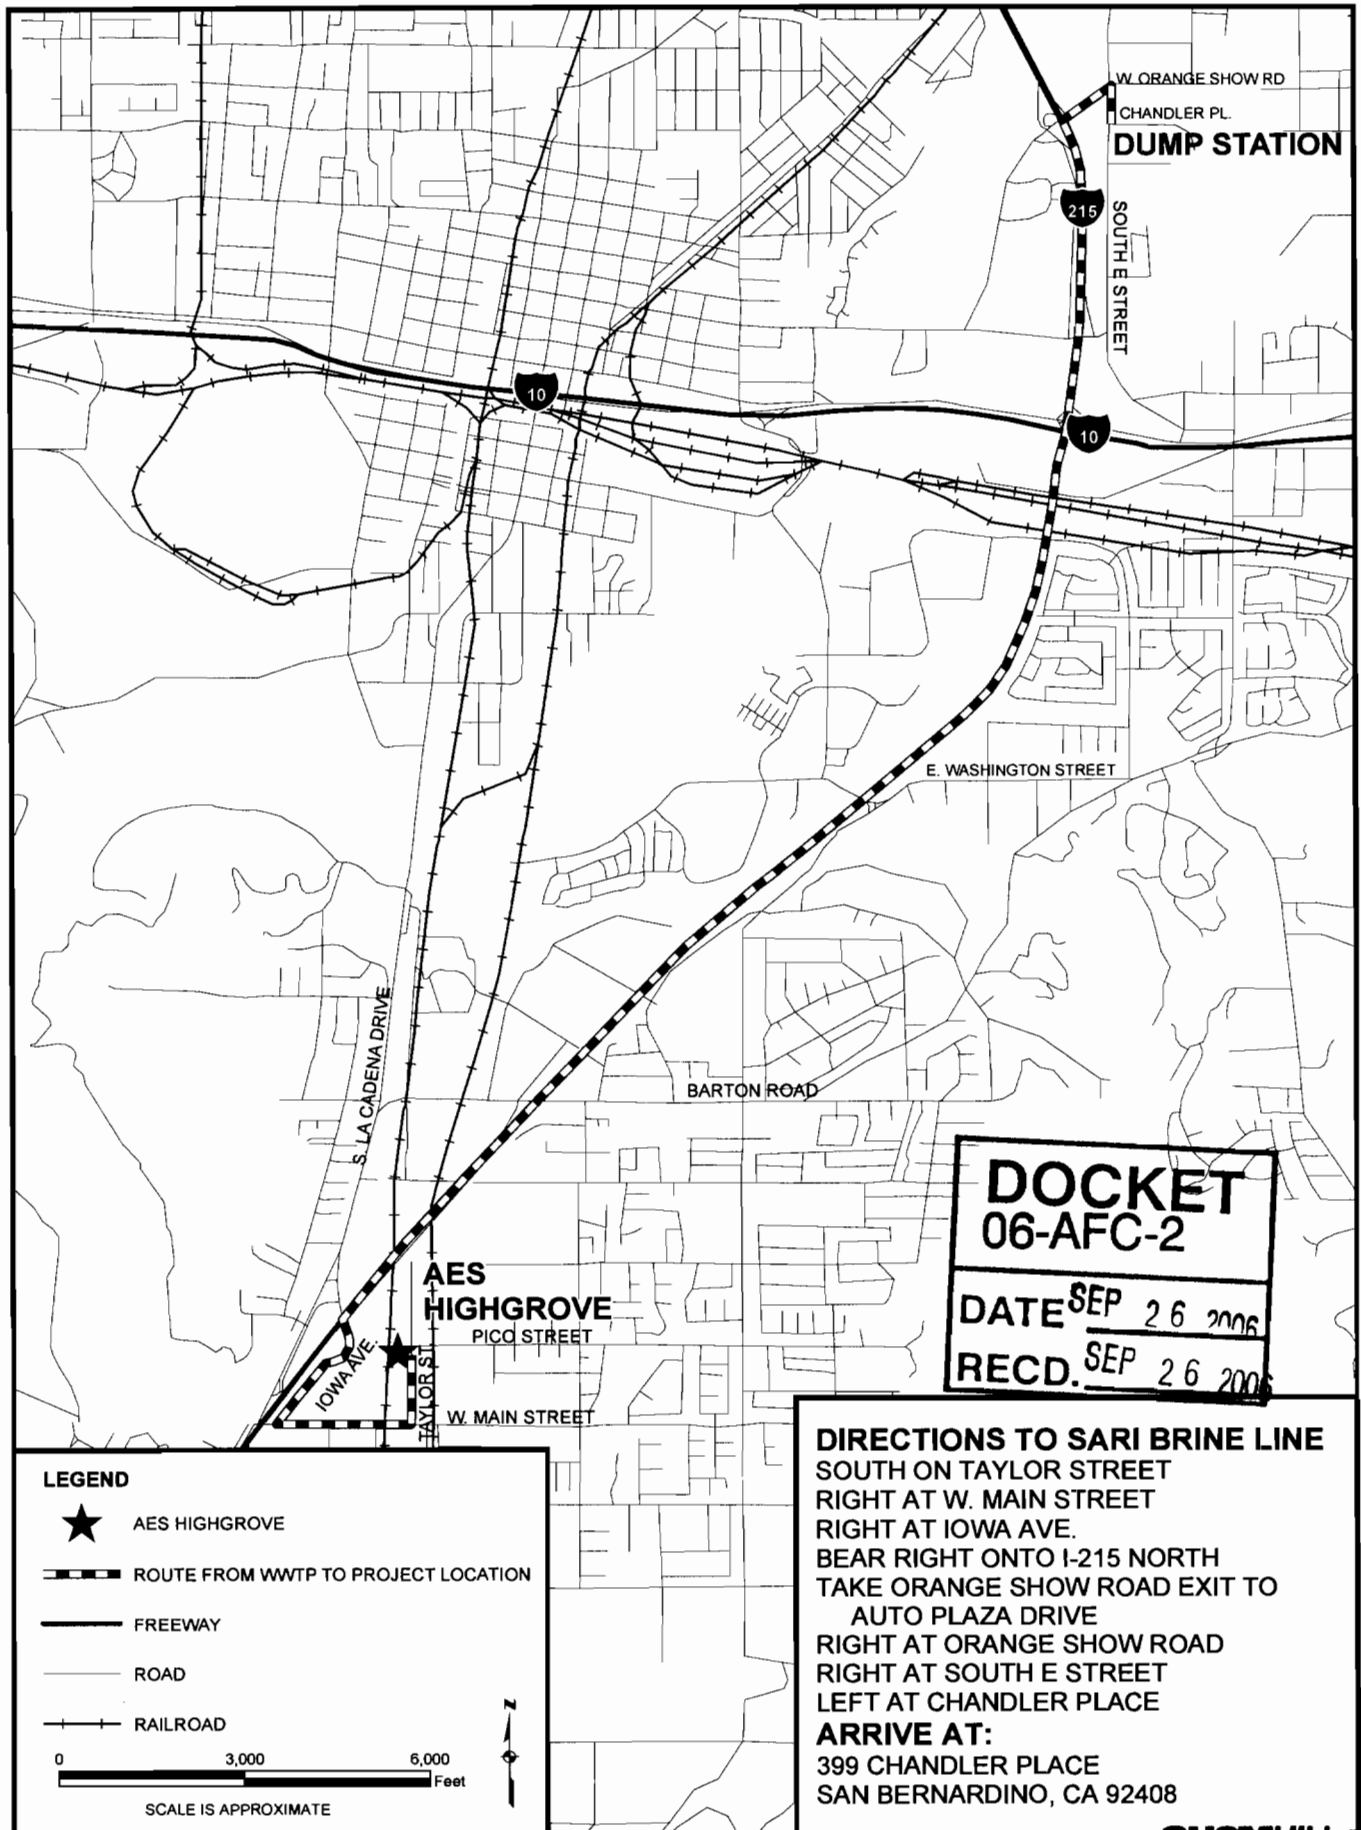 W. ORANGE SHOW RD
CHANDLER PL.
DUMP STATION
215
SOUTH E STREET
10
10
E. WASHINGTON STREET
S. LA CADENA DRIVE
BARTON ROAD
DOCKET
06-AFC-2
DATE SEP 26 2006
RECD. SEP 26 2006
AES
HIGHGROVE
PICO STREET
IOWA AVE.
TAYLOR ST.
W. MAIN STREET
LEGEND
AES HIGHGROVE
ROUTE FROM WWTP TO PROJECT LOCATION
FREEWAY
ROAD
RAILROAD
N
0 3,000 6,000
Feet
SCALE IS APPROXIMATE
DIRECTIONS TO SARI BRINE LINE
SOUTH ON TAYLOR STREET
RIGHT AT W. MAIN STREET
RIGHT AT IOWA AVE.
BEAR RIGHT ONTO I-215 NORTH
TAKE ORANGE SHOW ROAD EXIT TO
AUTO PLAZA DRIVE
RIGHT AT ORANGE SHOW ROAD
RIGHT AT SOUTH E STREET
LEFT AT CHANDLER PLACE
ARRIVE AT:
399 CHANDLER PLACE
SAN BERNARDINO, CA 92408